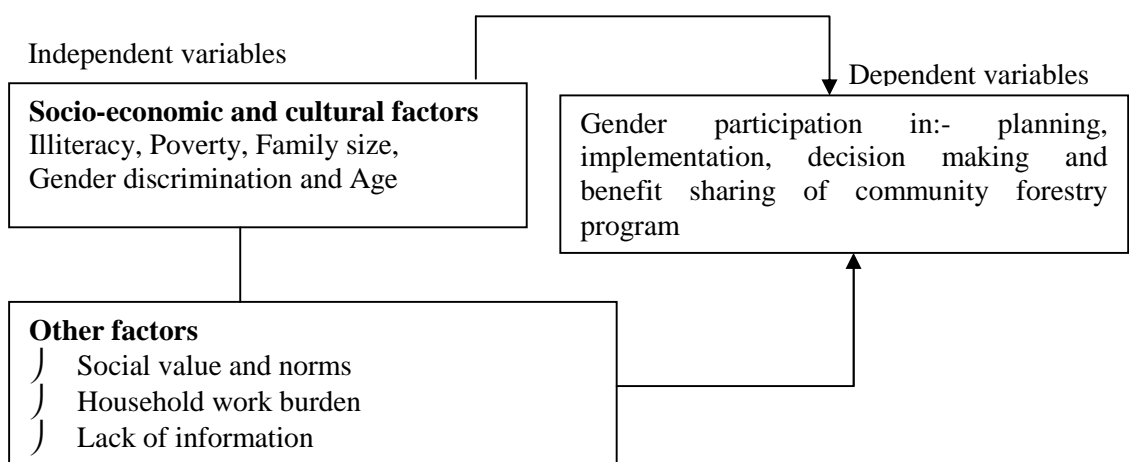 Independent variables
Dependent variables
Socio-economic and cultural factors
Illiteracy, Poverty, Family size,
Gender discrimination and Age
Gender participation in:- planning,
implementation, decision making and
benefit sharing of community forestry
program
Other factors
⎠ Social value and norms
⎠ Household work burden
⎠ Lack of information